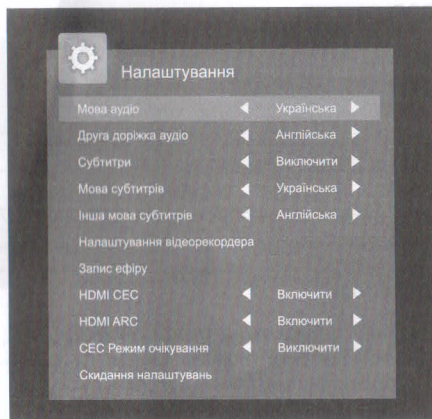 Налаштування
Мова аудіо Українська
Друга доріжка аудіо Англійська
Субтитри Виключити
Мова субтитрів Українська
Інша мова субтитрів Англійська
Налаштування відеорекордера
Запис ефіру
HDMI CEC Включити
HDMI ARC Включити
CEC Режим очікування Виключити
Скидання налаштувань